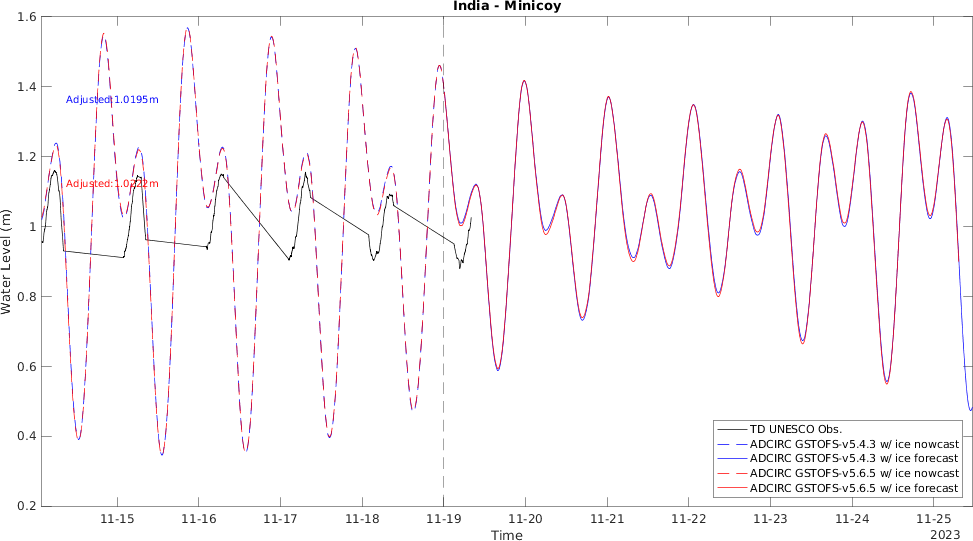 India - Minicoy
1.6
1.4
1.2
1
0.8
0.6
0.4
0.2
Water Level (m)
Adjusted:1.0195m
Adjusted:1.0222m
TD UNESCO Obs.
ADCIRC GSTOFS-v5.4.3 w/ ice nowcast
ADCIRC GSTOFS-v5.4.3 w/ ice forecast
ADCIRC GSTOFS-v5.6.5 w/ ice nowcast
ADCIRC GSTOFS-v5.6.5 w/ ice forecast
11-15 11-16 11-17 11-18 11-19 11-20 11-21 11-22 11-23 11-24 11-25
Time
2023